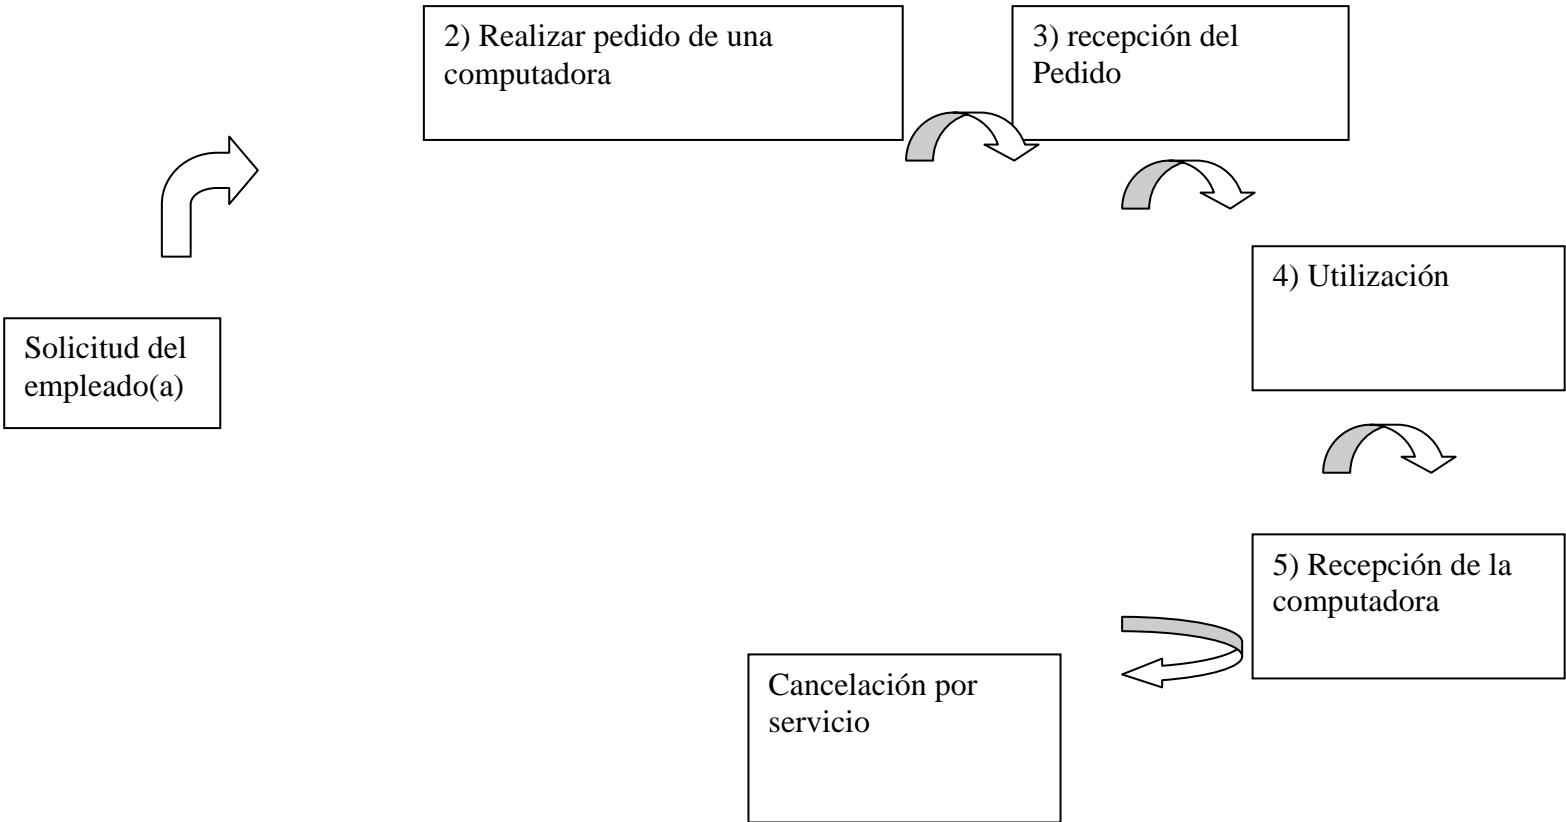 Solicitud del
empleado(a)
2) Realizar pedido de una
computadora
3) recepción del
Pedido
4) Utilización
5) Recepción de la
computadora
Cancelación por
servicio